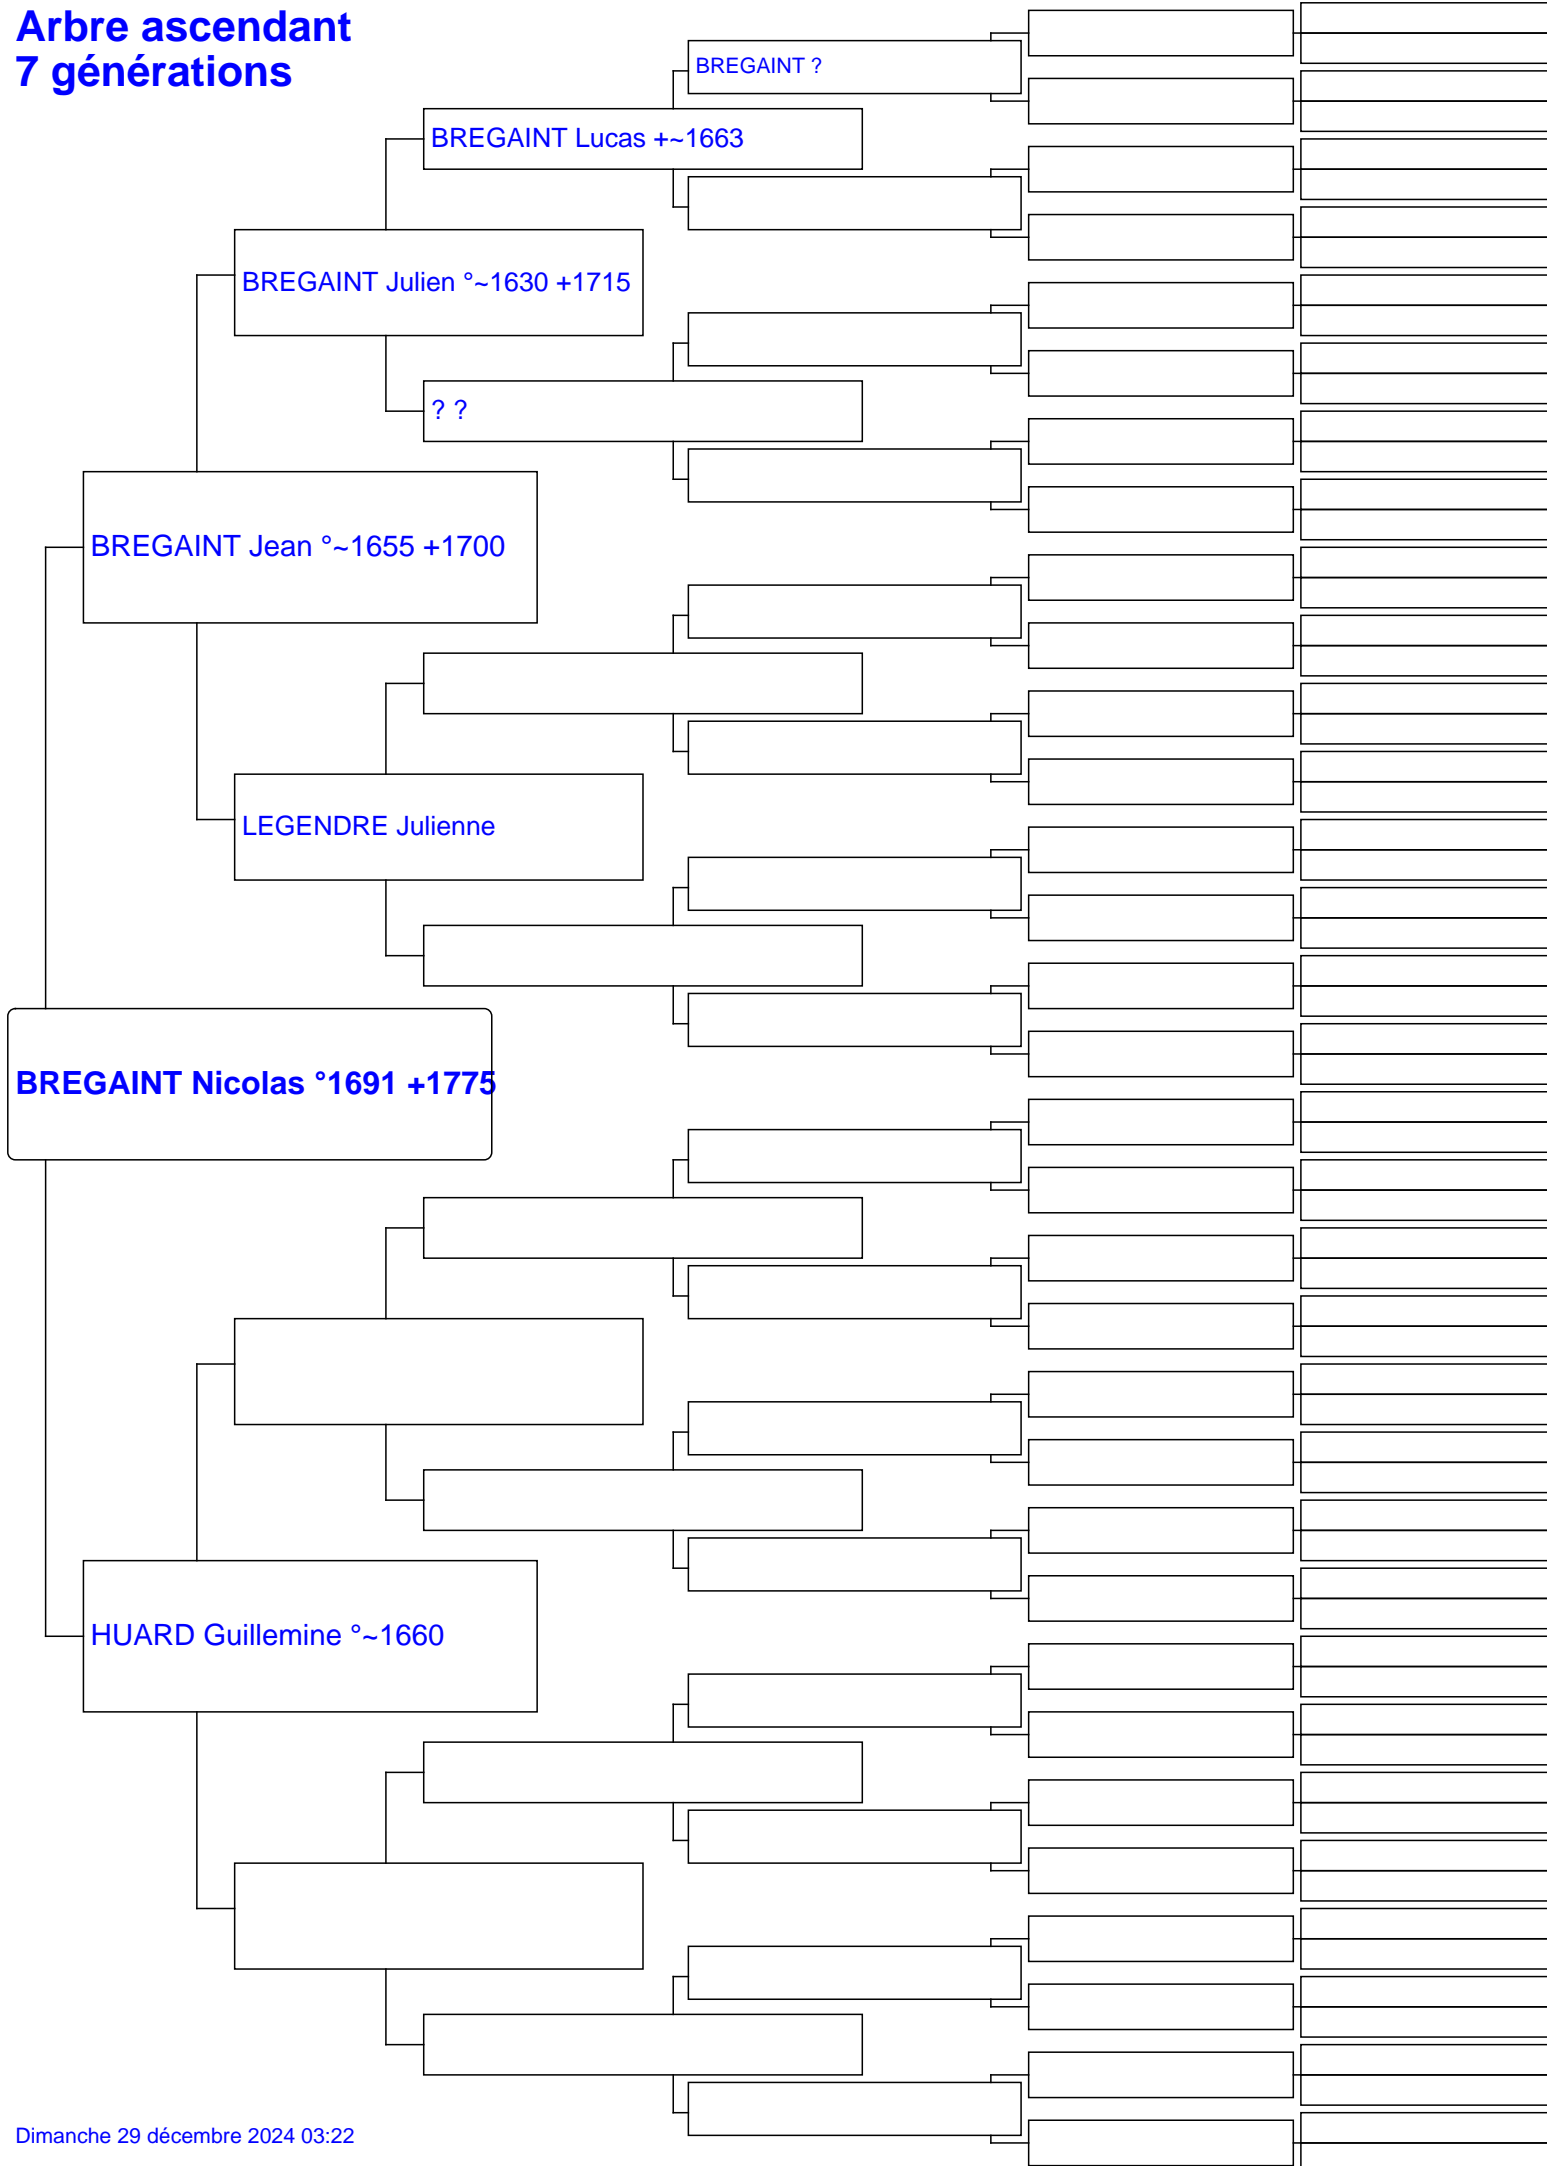 Arbre ascendant
7 générations
BREGAINT ?
BREGAINT Lucas +~1663
BREGAINT Julien °~1630 +1715
? ?
BREGAINT Jean °~1655 +1700
LEGENDRE Julienne
BREGAINT Nicolas °1691 +1775
HUARD Guillemine °~1660
Dimanche 29 décembre 2024 03:22